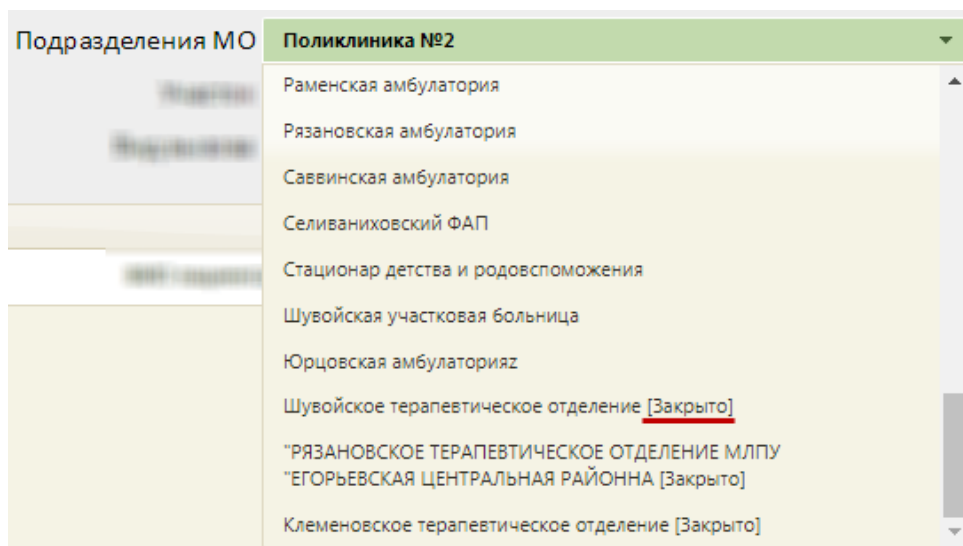 Подразделения МО Поликлиника №2
Раменская амбулатория
Рязановская амбулатория
Саввинская амбулатория
Селиваниховский ФАП
Стационар детства и родовспоможения
Шувойская участковая больница
Юрцовская амбулаторияz
Шувойское терапевтическое отделение [Закрыто]
"РЯЗАНОВСКОЕ ТЕРАПЕВТИЧЕСКОЕ ОТДЕЛЕНИЕ МЛПУ
"ЕГОРЬЕВСКАЯ ЦЕНТРАЛЬНАЯ РАЙОННА [Закрыто]
Клеменовское терапевтическое отделение [Закрыто]